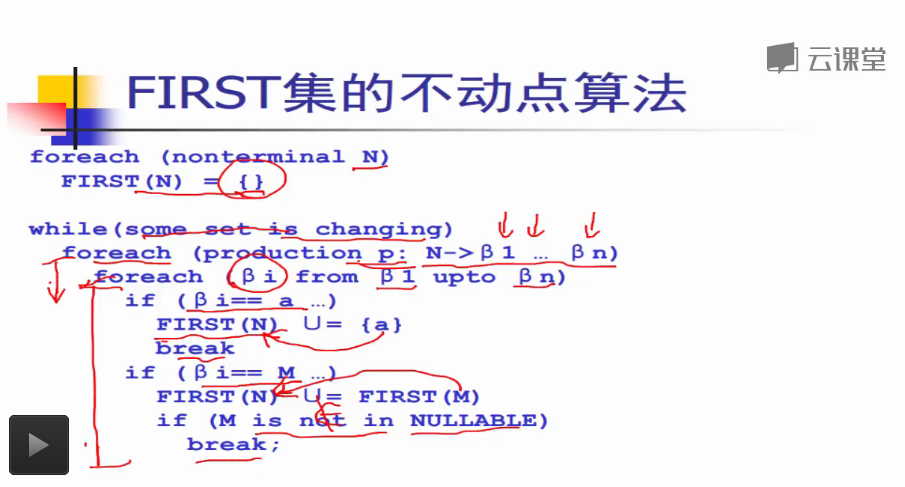 云课堂
FIRST集的不动点算法
foreach (nonterminal N)
FIRST(N) = {}
while(some set is changing)
foreach (production p: N->β1 … βn)
foreach (βi from β1 upto βn)
if (βi== a …)
FIRST(N) ∪= {a}
break
if (βi== M …)
FIRST(N) ∪= FIRST(M)
if (M is not in NULLABLE)
break;